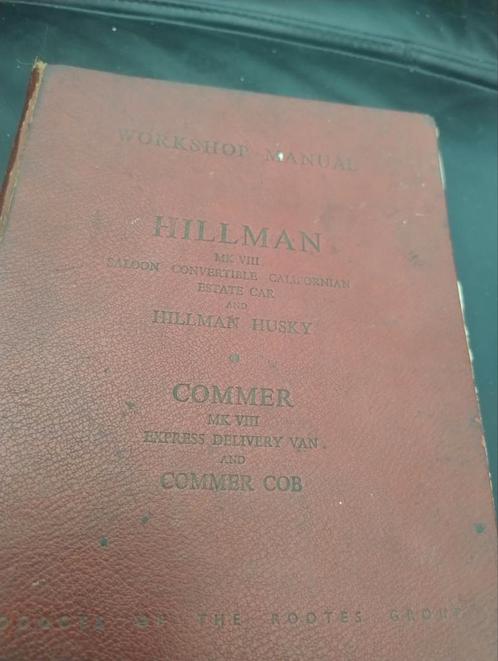 WORKSHOP MANUAL
HILLMAN
MK VIII
SALOON CONVERTIBLE CALIFORNIAN
ESTATE CAR
AND
HILLMAN HUSKY
COMMER
MK VIII
EXPRESS DELIVERY VAN
AND
COMMER COB
OF THE ROOTES GROUP